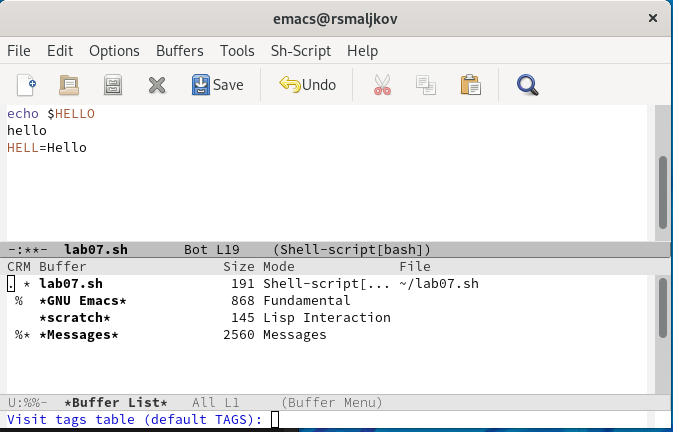 emacs@rsmaljkov ×
File Edit Options Buffers Tools Sh-Script Help
Save Undo
echo $HELLO
hello
HELL=Hello
-:**- lab07.sh Bot L19 (Shell-script[bash])
CRM Buffer Size Mode File
. * lab07.sh 191 Shell-script[... ~/lab07.sh
% *GNU Emacs* 868 Fundamental
*scratch* 145 Lisp Interaction
%* *Messages* 2560 Messages
U:%%- *Buffer List* All L1 (Buffer Menu)
Visit tags table (default TAGS):